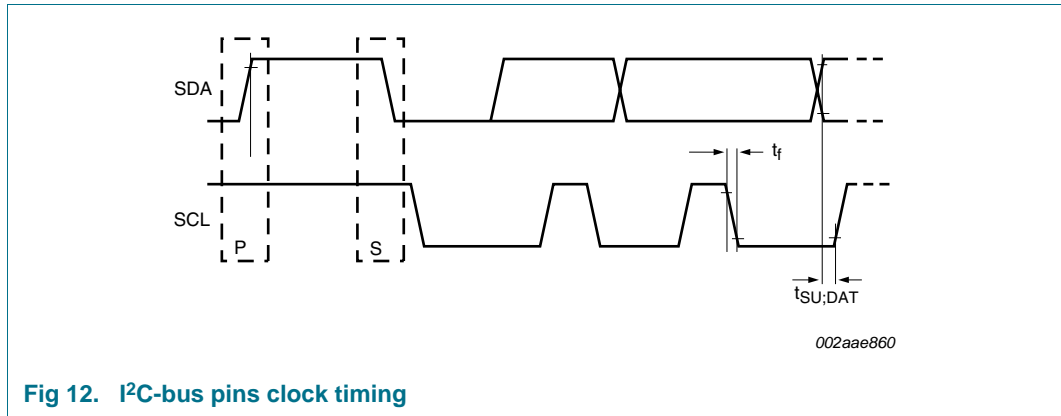 SDA
t_f
SCL
P
S
t_SU;DAT
002aae860
Fig 12. I²C-bus pins clock timing